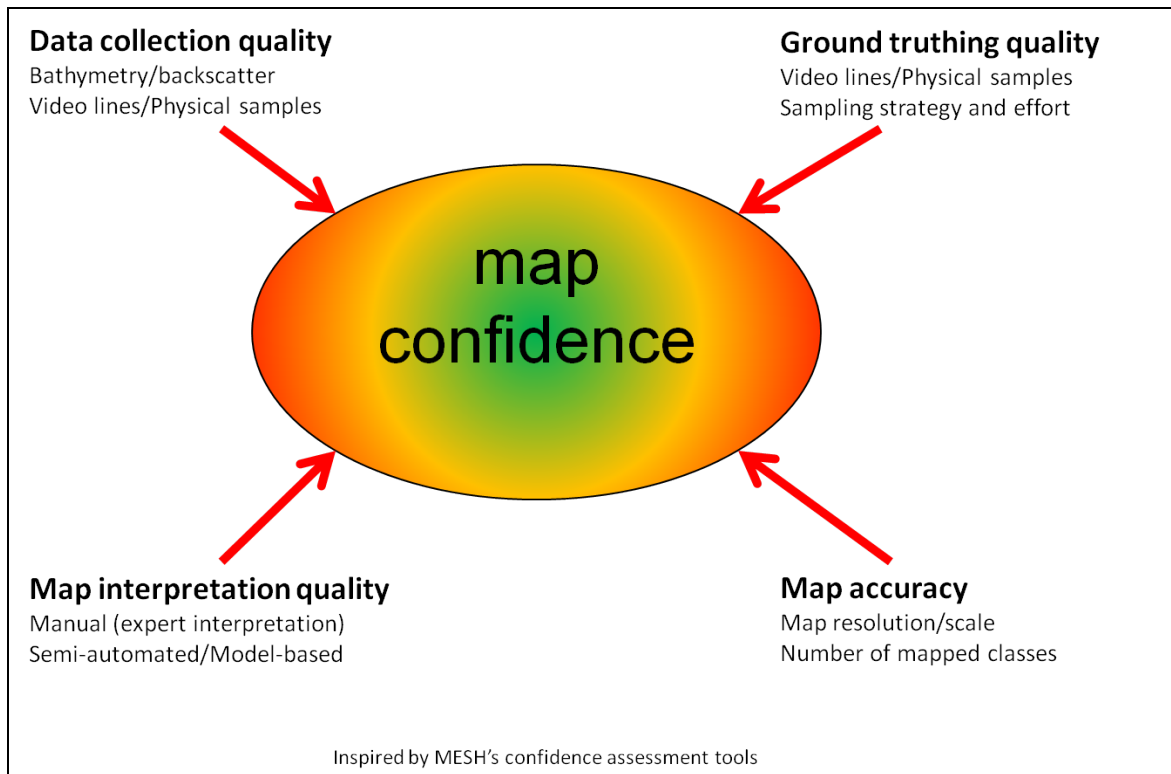 Data collection quality
Bathymetry/backscatter
Video lines/Physical samples
Ground truthing quality
Video lines/Physical samples
Sampling strategy and effort
map
confidence
Map interpretation quality
Manual (expert interpretation)
Semi-automated/Model-based
Map accuracy
Map resolution/scale
Number of mapped classes
Inspired by MESH's confidence assessment tools